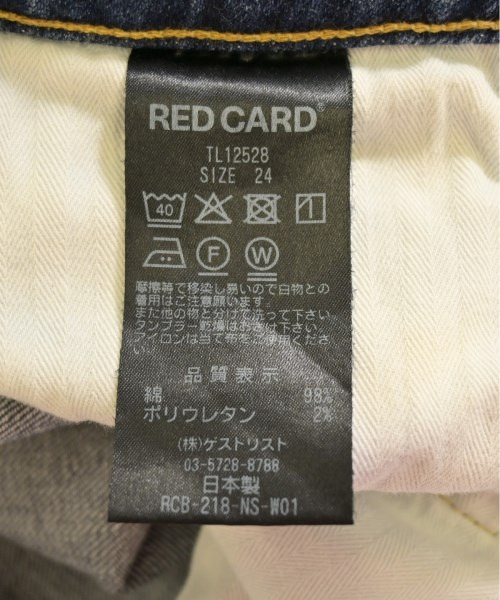 RED CARD®
TL12528
SIZE 24
40
F W
摩擦等で移染し易いので白物との
着用はご注意願います。
また他の物と分けて洗って下さい
タンブラー乾燥はお避け下さい。
アイロンは当て布をご使用くださ
い
品質表示
綿 98%
ポリウレタン 2%
(株)ゲストリスト
03-5728-8788
日本製
RCB-218-NS-W01